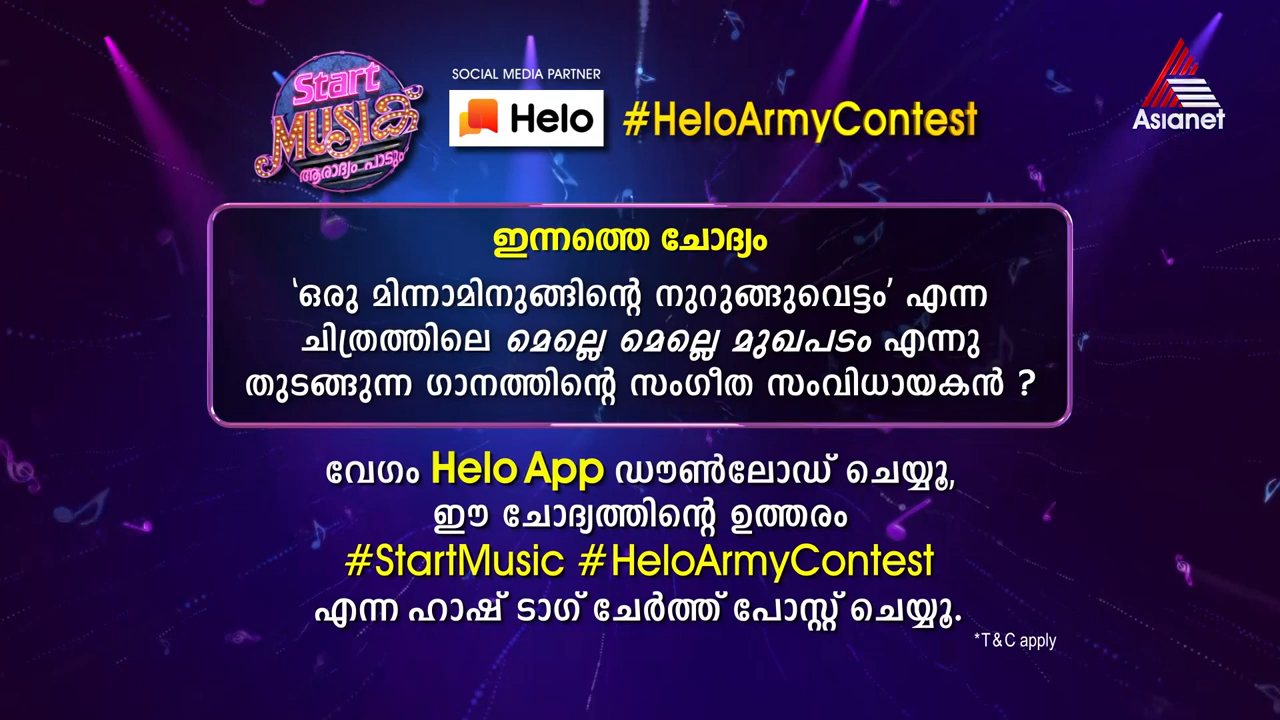 Start
MUSIക്
ആരാദ്യം പാടും
SOCIAL MEDIA PARTNER
Helo
#HeloArmyContest
Asianet
ഇന്നത്തെ ചോദ്യം
‘ഒരു മിന്നാമിനുങ്ങിന്റെ നുറുങ്ങുവെട്ടം’ എന്ന
ചിത്രത്തിലെ മെല്ലെ മെല്ലെ മുഖപടം എന്നു
തുടങ്ങുന്ന ഗാനത്തിന്റെ സംഗീത സംവിധായകൻ ?
വേഗം Helo App ഡൗൺലോഡ് ചെയ്യൂ,
ഈ ചോദ്യത്തിന്റെ ഉത്തരം
#StartMusic #HeloArmyContest
എന്ന ഹാഷ് ടാഗ് ചേർത്ത് പോസ്റ്റ് ചെയ്യൂ.
*T & C apply